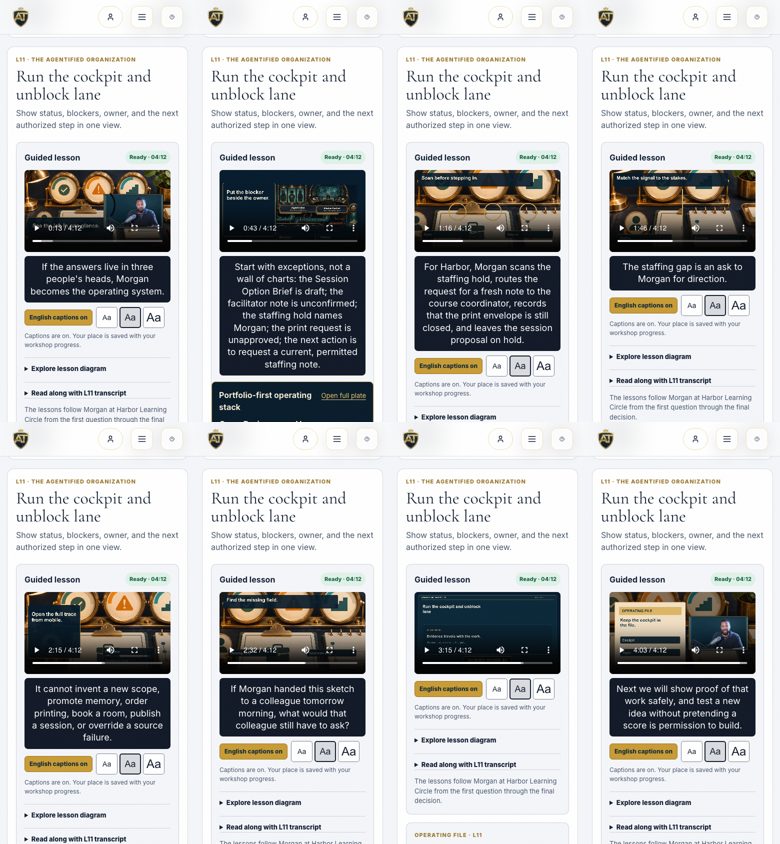 AT
L11 · THE AGENTIFIED ORGANIZATION
Run the cockpit and
unblock lane
Show status, blockers, owner, and the next
authorized step in one view.
Guided lesson
Ready · 04:12
0:13 / 4:12
If the answers live in three
people's heads, Morgan
becomes the operating system.
English captions on
Aa
Aa
Aa
Captions are on. Your place is saved with your
workshop progress.
▸ Explore lesson diagram
▸ Read along with L11 transcript
The lessons follow Morgan at Harbor Learning
Circle from the first question through the final
AT
L11 · THE AGENTIFIED ORGANIZATION
Run the cockpit and
unblock lane
Show status, blockers, owner, and the next
authorized step in one view.
Guided lesson
Ready · 04:12
Put the blocker
beside the owner.
0:43 / 4:12
Start with exceptions, not a
wall of charts: the Session
Option Brief is draft; the
facilitator note is unconfirmed;
the staffing hold names
Morgan; the print request is
unapproved; the next action is
to request a current, permitted
staffing note.
Portfolio-first operating
stack
Open full plate
AT
L11 · THE AGENTIFIED ORGANIZATION
Run the cockpit and
unblock lane
Show status, blockers, owner, and the next
authorized step in one view.
Guided lesson
Ready · 04:12
Scan before stepping in.
1:16 / 4:12
For Harbor, Morgan scans the
staffing hold, routes the
request for a fresh note to the
course coordinator, records
that the print envelope is still
closed, and leaves the session
proposal on hold.
English captions on
Aa
Aa
Aa
Captions are on. Your place is saved with your
workshop progress.
▸ Explore lesson diagram
AT
L11 · THE AGENTIFIED ORGANIZATION
Run the cockpit and
unblock lane
Show status, blockers, owner, and the next
authorized step in one view.
Guided lesson
Ready · 04:12
Match the signal to the stakes.
1:46 / 4:12
The staffing gap is an ask to
Morgan for direction.
English captions on
Aa
Aa
Aa
Captions are on. Your place is saved with your
workshop progress.
▸ Explore lesson diagram
▸ Read along with L11 transcript
The lessons follow Morgan at Harbor Learning
Circle from the first question through the final
decision.
AT
L11 · THE AGENTIFIED ORGANIZATION
Run the cockpit and
unblock lane
Show status, blockers, owner, and the next
authorized step in one view.
Guided lesson
Ready · 04:12
Open the full trace
from mobile.
2:15 / 4:12
It cannot invent a new scope,
promote memory, order
printing, book a room, publish
a session, or override a source
failure.
English captions on
Aa
Aa
Aa
Captions are on. Your place is saved with your
workshop progress.
▸ Explore lesson diagram
▸ Read along with L11 transcript
AT
L11 · THE AGENTIFIED ORGANIZATION
Run the cockpit and
unblock lane
Show status, blockers, owner, and the next
authorized step in one view.
Guided lesson
Ready · 04:12
Find the missing field.
2:32 / 4:12
If Morgan handed this sketch
to a colleague tomorrow
morning, what would that
colleague still have to ask?
English captions on
Aa
Aa
Aa
Captions are on. Your place is saved with your
workshop progress.
▸ Explore lesson diagram
▸ Read along with L11 transcript
The lessons follow Morgan at Harbor Learning
AT
L11 · THE AGENTIFIED ORGANIZATION
Run the cockpit and
unblock lane
Show status, blockers, owner, and the next
authorized step in one view.
Guided lesson
Ready · 04:12
Run the cockpit and unblock
lane
Evidence travels with the work.
3:15 / 4:12
English captions on
Aa
Aa
Aa
Captions are on. Your place is saved with your
workshop progress.
▸ Explore lesson diagram
▸ Read along with L11 transcript
The lessons follow Morgan at Harbor Learning
Circle from the first question through the final
decision.
OPERATING FILE · L11
AT
L11 · THE AGENTIFIED ORGANIZATION
Run the cockpit and
unblock lane
Show status, blockers, owner, and the next
authorized step in one view.
Guided lesson
Ready · 04:12
OPERATING FILE
Keep the cockpit in
the file.
Cockpit
4:03 / 4:12
Next we will show proof of that
work safely, and test a new
idea without pretending a
score is permission to build.
English captions on
Aa
Aa
Aa
Captions are on. Your place is saved with your
workshop progress.
▸ Explore lesson diagram
▸ Read along with L11 transcript
The lessons follow Morgan at Harbor Learning